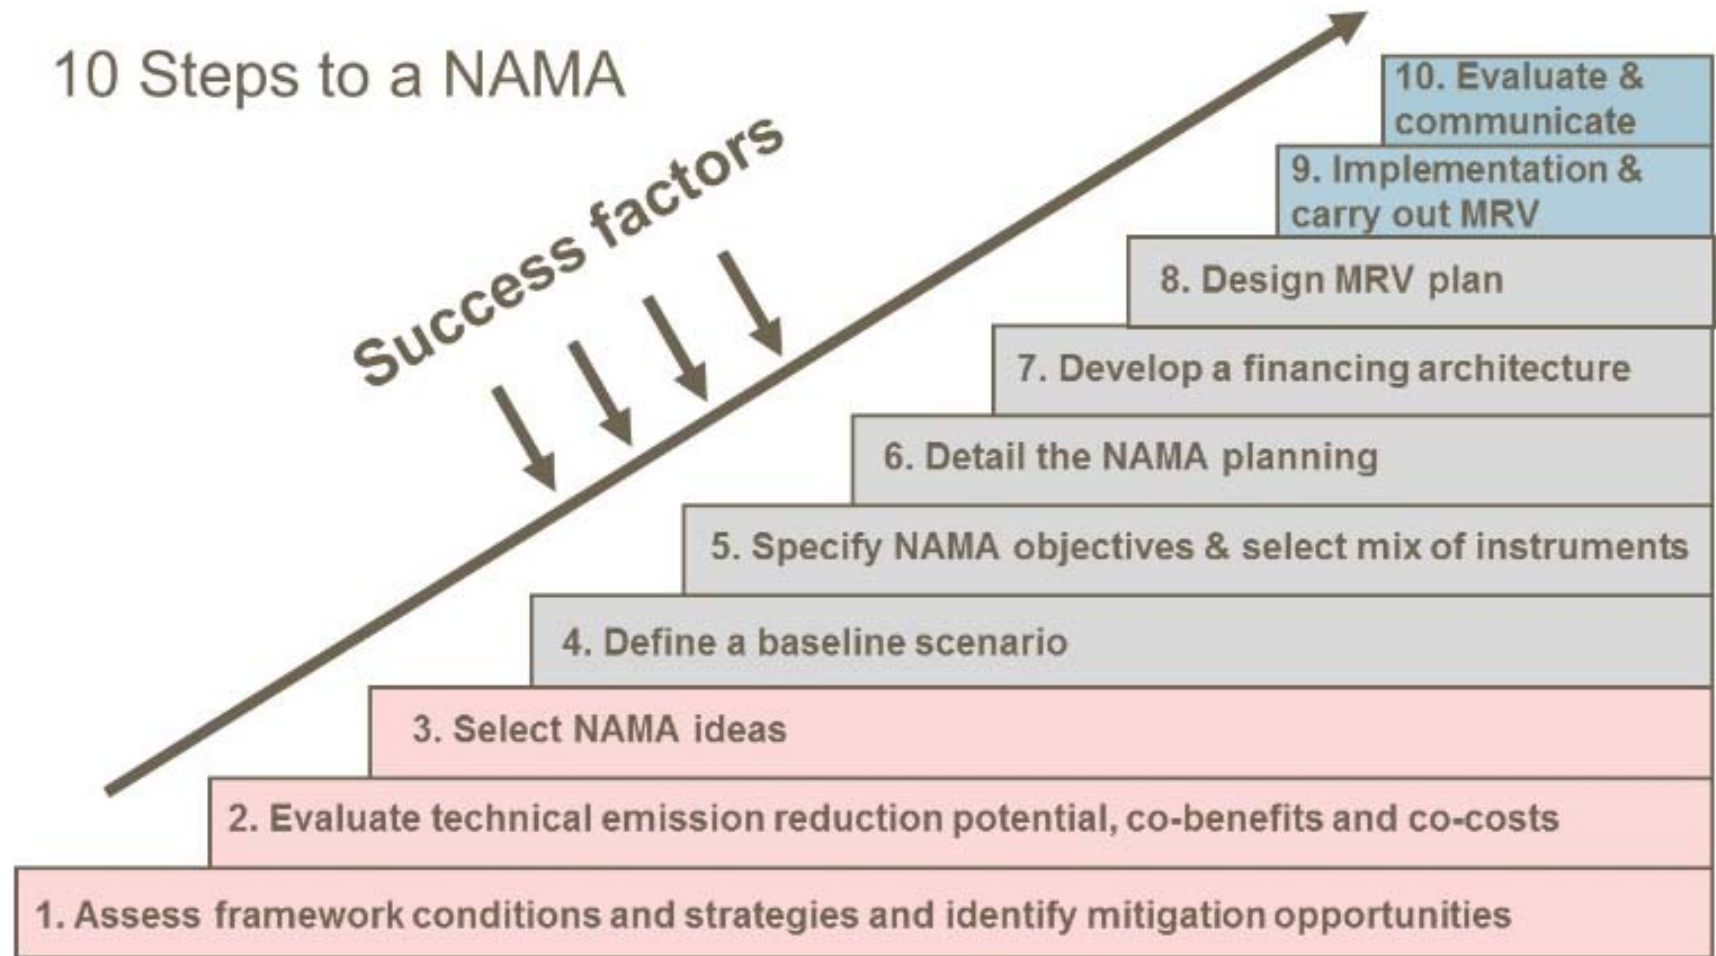 10 Steps to a NAMA
Success factors
10. Evaluate &
communicate
9. Implementation &
carry out MRV
8. Design MRV plan
7. Develop a financing architecture
6. Detail the NAMA planning
5. Specify NAMA objectives & select mix of instruments
4. Define a baseline scenario
3. Select NAMA ideas
2. Evaluate technical emission reduction potential, co-benefits and co-costs
1. Assess framework conditions and strategies and identify mitigation opportunities